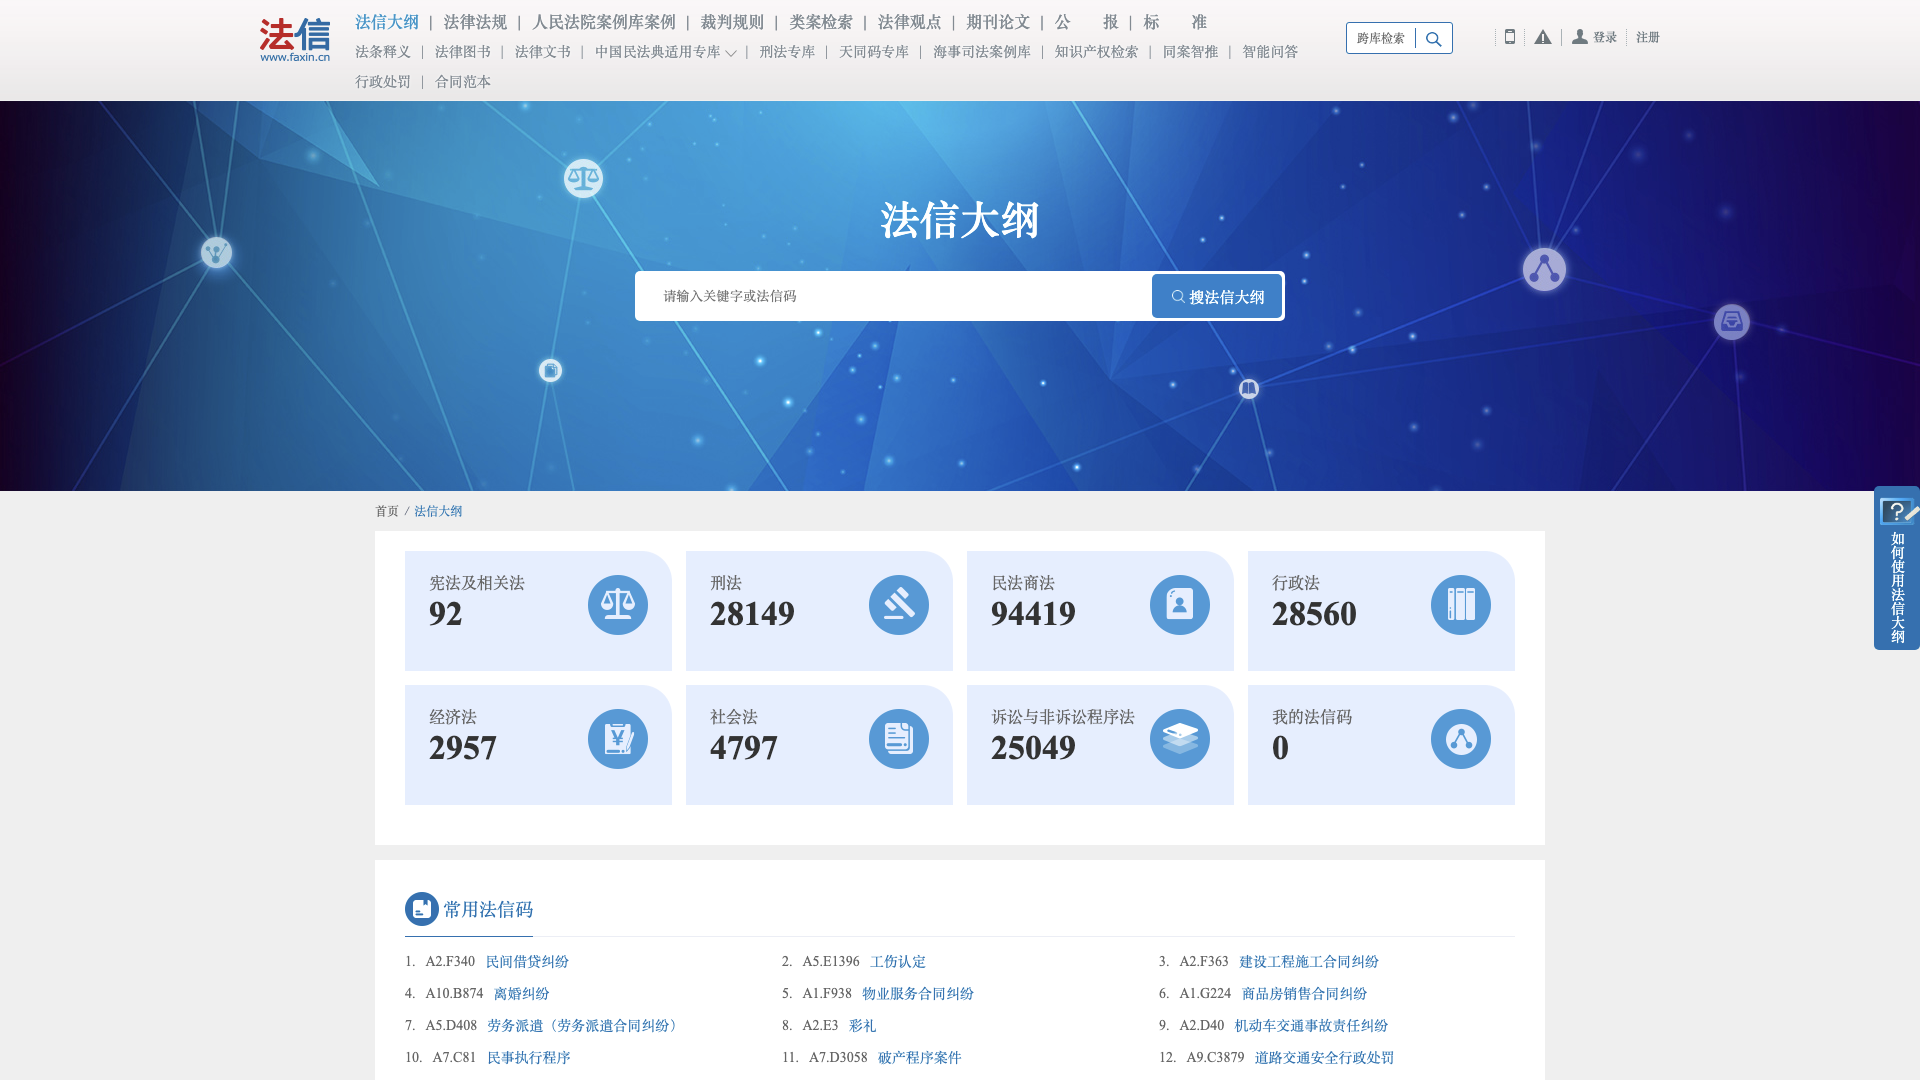 法信
www.faxin.cn
法信大纲 | 法律法规 | 人民法院案例库案例 | 裁判规则 | 类案检索 | 法律观点 | 期刊论文 | 公 报 | 标 准
法条释义 | 法律图书 | 法律文书 | 中国民法典适用专库 | 刑法专库 | 天同码专库 | 海事司法案例库 | 知识产权检索 | 同案智推 | 智能问答
行政处罚 | 合同范本
跨库检索
登录 注册
法信大纲
请输入关键字或法信码
搜法信大纲
首页 / 法信大纲
宪法及相关法
92
刑法
28149
民法商法
94419
行政法
28560
经济法
2957
社会法
4797
诉讼与非诉讼程序法
25049
我的法信码
0
如何使用法信大纲
常用法信码
1. A2.F340 民间借贷纠纷
2. A5.E1396 工伤认定
3. A2.F363 建设工程施工合同纠纷
4. A10.B874 离婚纠纷
5. A1.F938 物业服务合同纠纷
6. A1.G224 商品房销售合同纠纷
7. A5.D408 劳务派遣（劳务派遣合同纠纷）
8. A2.E3 彩礼
9. A2.D40 机动车交通事故责任纠纷
10. A7.C81 民事执行程序
11. A7.D3058 破产程序案件
12. A9.C3879 道路交通安全行政处罚